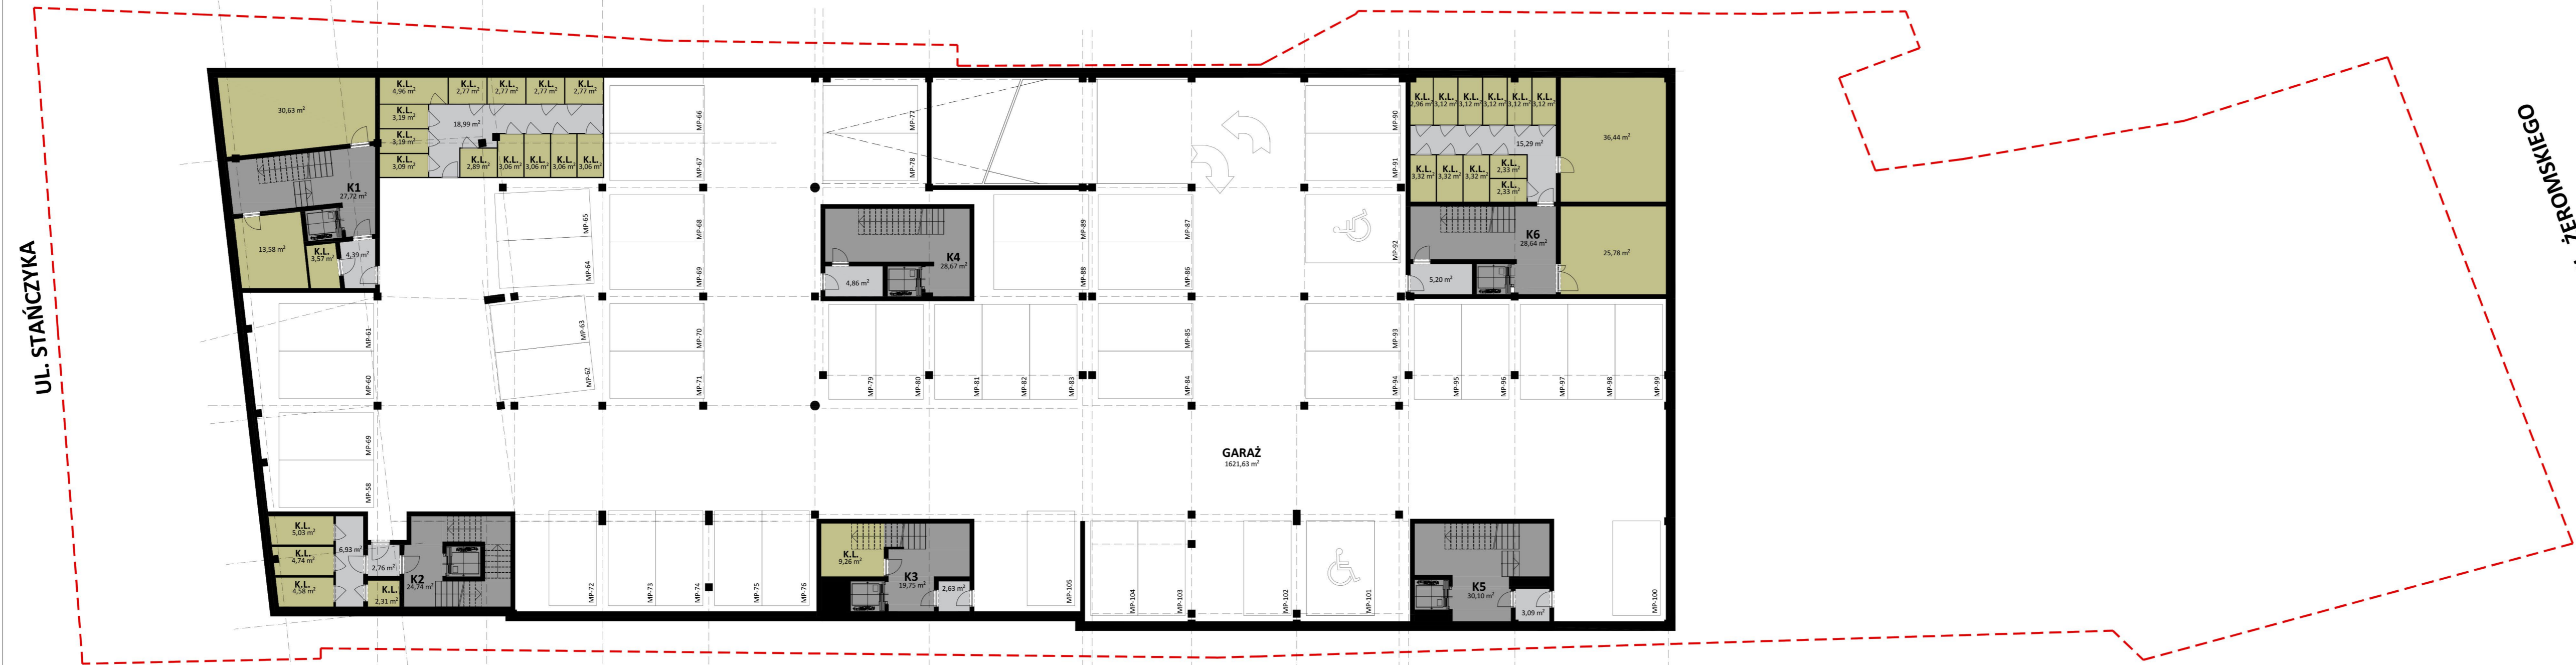 UL. STAŃCZYKA
ŻEROMSKIEGO
30,63 m²
K.L.
4,96 m²
K.L.
2,77 m²
K.L.
2,77 m²
K.L.
2,77 m²
K.L.
2,77 m²
K.L.
3,19 m²
K.L.
3,19 m²
K.L.
3,09 m²
18,99 m²
K.L.
2,89 m²
K.L.
3,06 m²
K.L.
3,06 m²
K.L.
3,06 m²
K.L.
3,06 m²
K1
27,72 m²
13,58 m²
K.L.
3,57 m²
4,39 m²
MP-66
MP-67
MP-65
MP-64
MP-68
MP-69
MP-63
MP-62
MP-70
MP-71
MP-61
MP-60
MP-69
MP-58
MP-77
MP-78
K4
28,67 m²
4,86 m²
MP-89
MP-88
MP-87
MP-86
MP-79
MP-80
MP-81
MP-82
MP-83
MP-85
MP-84
MP-90
MP-91
MP-92
MP-93
MP-94
K.L.
2,96 m²
K.L.
3,12 m²
K.L.
3,12 m²
K.L.
3,12 m²
K.L.
3,12 m²
K.L.
3,12 m²
15,29 m²
K.L.
3,32 m²
K.L.
3,32 m²
K.L.
3,32 m²
K.L.
2,33 m²
K.L.
2,33 m²
36,44 m²
K6
28,64 m²
5,20 m²
25,78 m²
MP-95
MP-96
MP-97
MP-98
MP-99
GARAŻ
1621,63 m²
K.L.
5,03 m²
K.L.
4,74 m²
K.L.
4,58 m²
6,93 m²
2,76 m²
K.L.
2,31 m²
K2
24,74 m²
MP-72
MP-73
MP-74
MP-75
MP-76
K.L.
9,26 m²
K3
19,75 m²
2,63 m²
MP-105
MP-104
MP-103
MP-102
MP-101
K5
30,10 m²
3,09 m²
MP-100